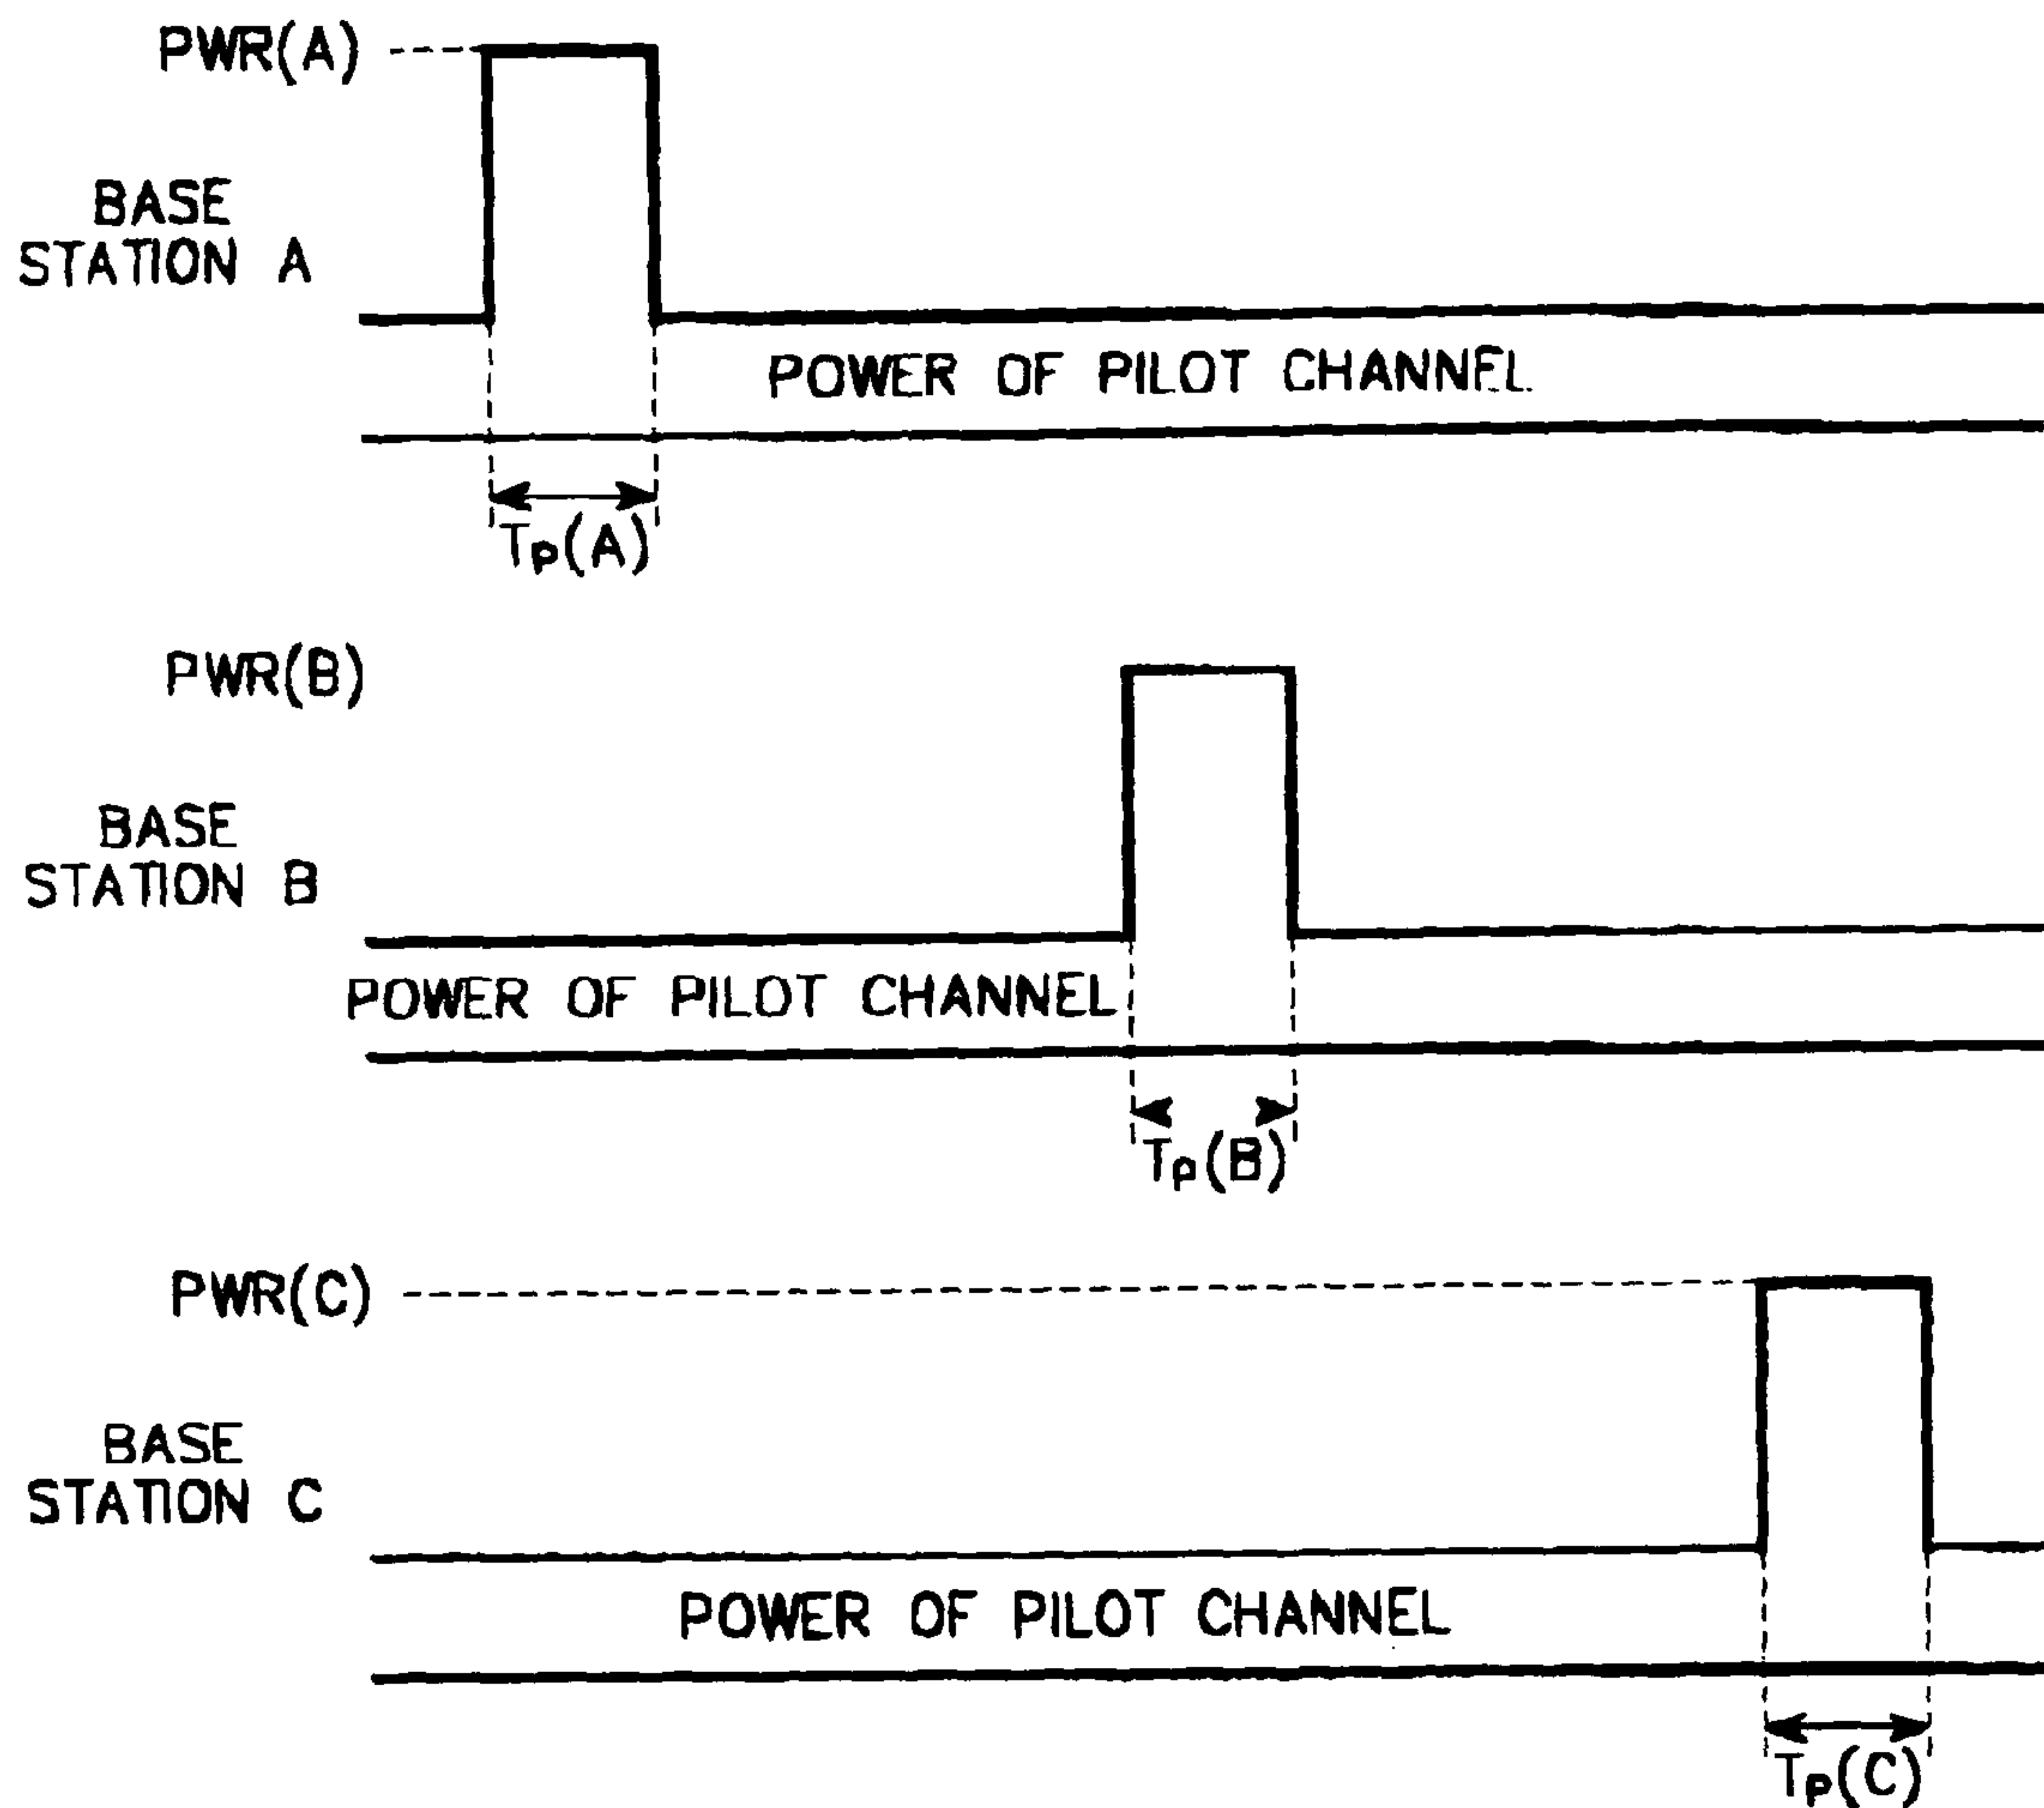 PWR(A)
BASE
STATION A
POWER OF PILOT CHANNEL
Tp(A)
PWR(B)
BASE
STATION B
POWER OF PILOT CHANNEL
Tp(B)
PWR(C)
BASE
STATION C
POWER OF PILOT CHANNEL
Tp(C)